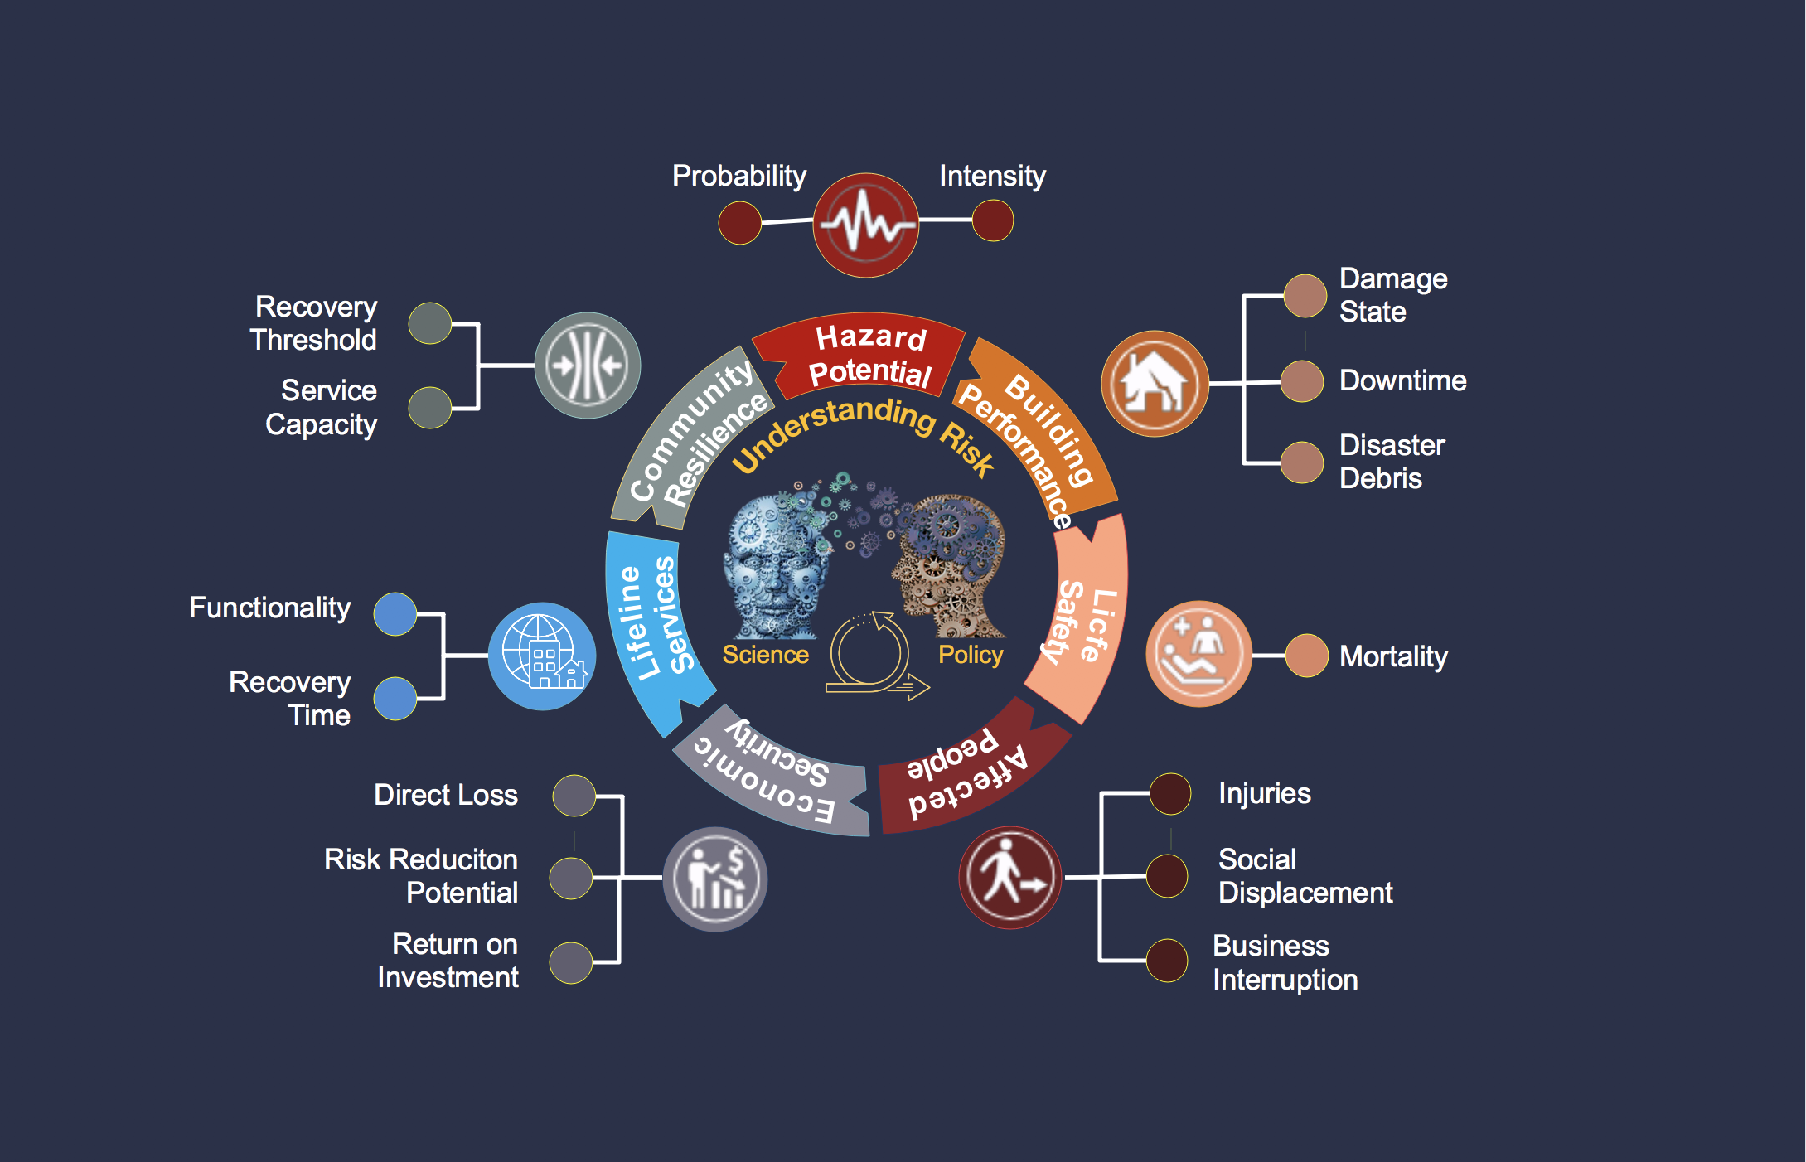 Probability
Intensity
Hazard
Potential
Building
Performance
Damage
State
Downtime
Disaster
Debris
Licfe
Safety
Mortality
Affected
People
Injuries
Social
Displacement
Business
Interruption
Economic
Security
Direct Loss
Risk Reduciton
Potential
Return on
Investment
Lifeline
Services
Functionality
Recovery
Time
Community
Resilience
Recovery
Threshold
Service
Capacity
Understanding Risk
Science
Policy
$